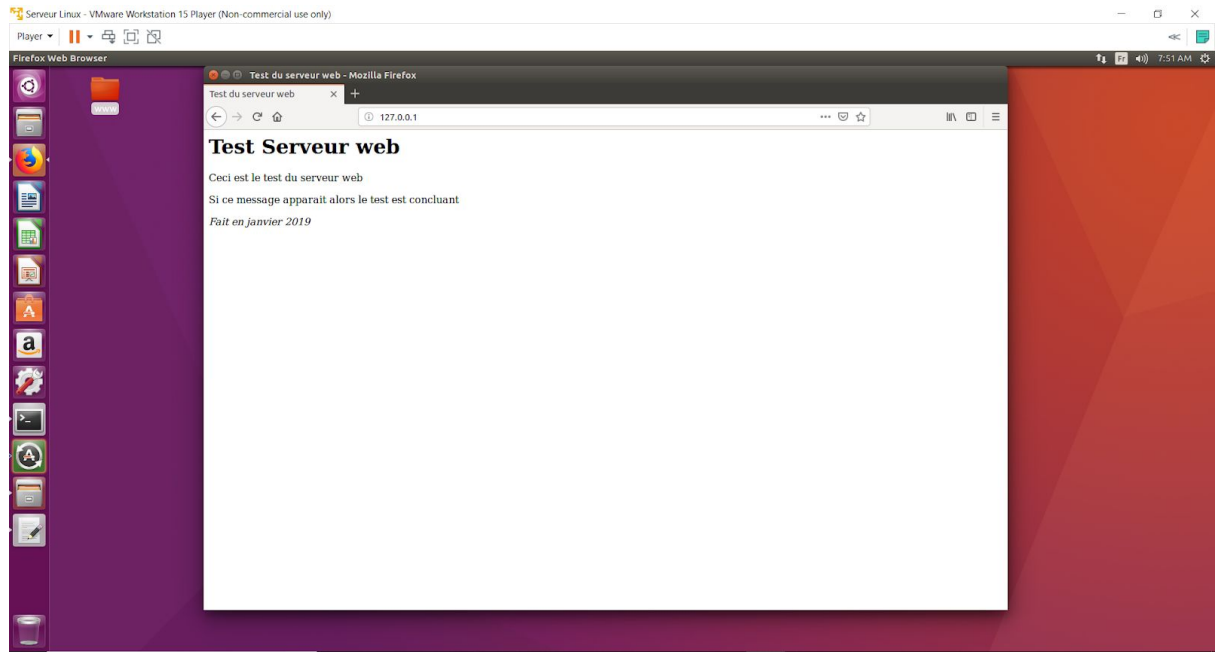 Serveur Linux - VMware Workstation 15 Player (Non-commercial use only)
Player
Firefox Web Browser
Fr
7:51 AM
www
Test du serveur web - Mozilla Firefox
Test du serveur web
127.0.0.1
Test Serveur web
Ceci est le test du serveur web
Si ce message apparait alors le test est concluant
Fait en janvier 2019